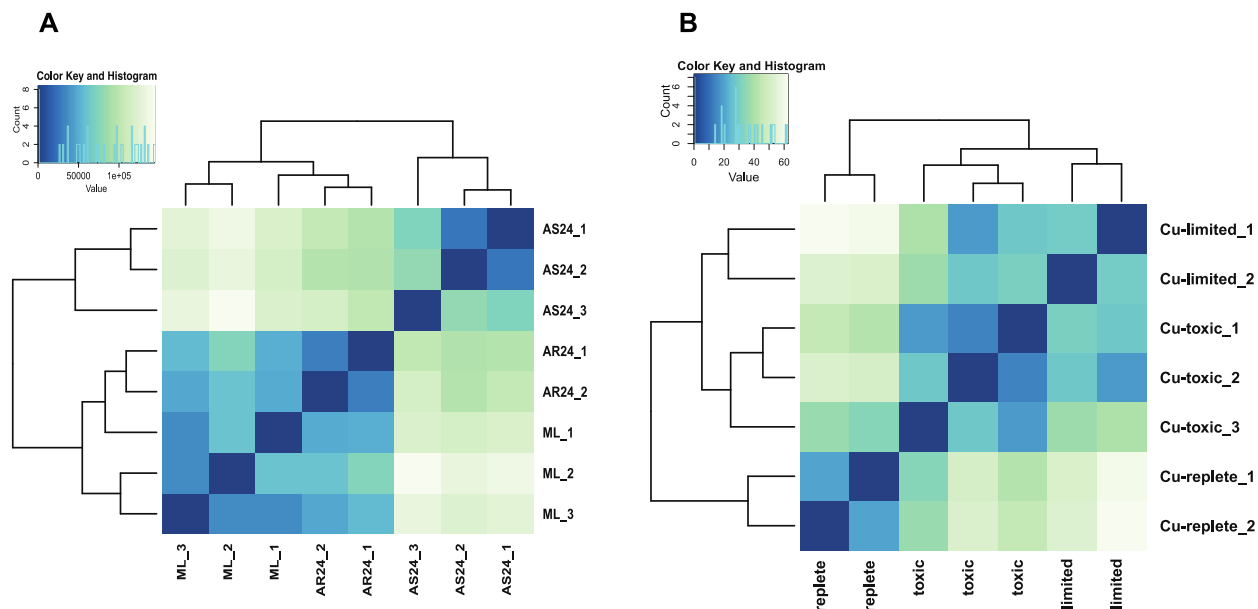 A
Color Key and Histogram
Count
0 2 4 6 8
0 50000 1e+05
Value
AS24_1
AS24_2
AS24_3
AR24_1
AR24_2
ML_1
ML_2
ML_3
ML_3 ML_2 ML_1 AR24_2 AR24_1 AS24_3 AS24_2 AS24_1
B
Color Key and Histogram
Count
0 2 4 6
0 20 40 60
Value
Cu-limited_1
Cu-limited_2
Cu-toxic_1
Cu-toxic_2
Cu-toxic_3
Cu-replete_1
Cu-replete_2
replete replete toxic toxic toxic limited limited